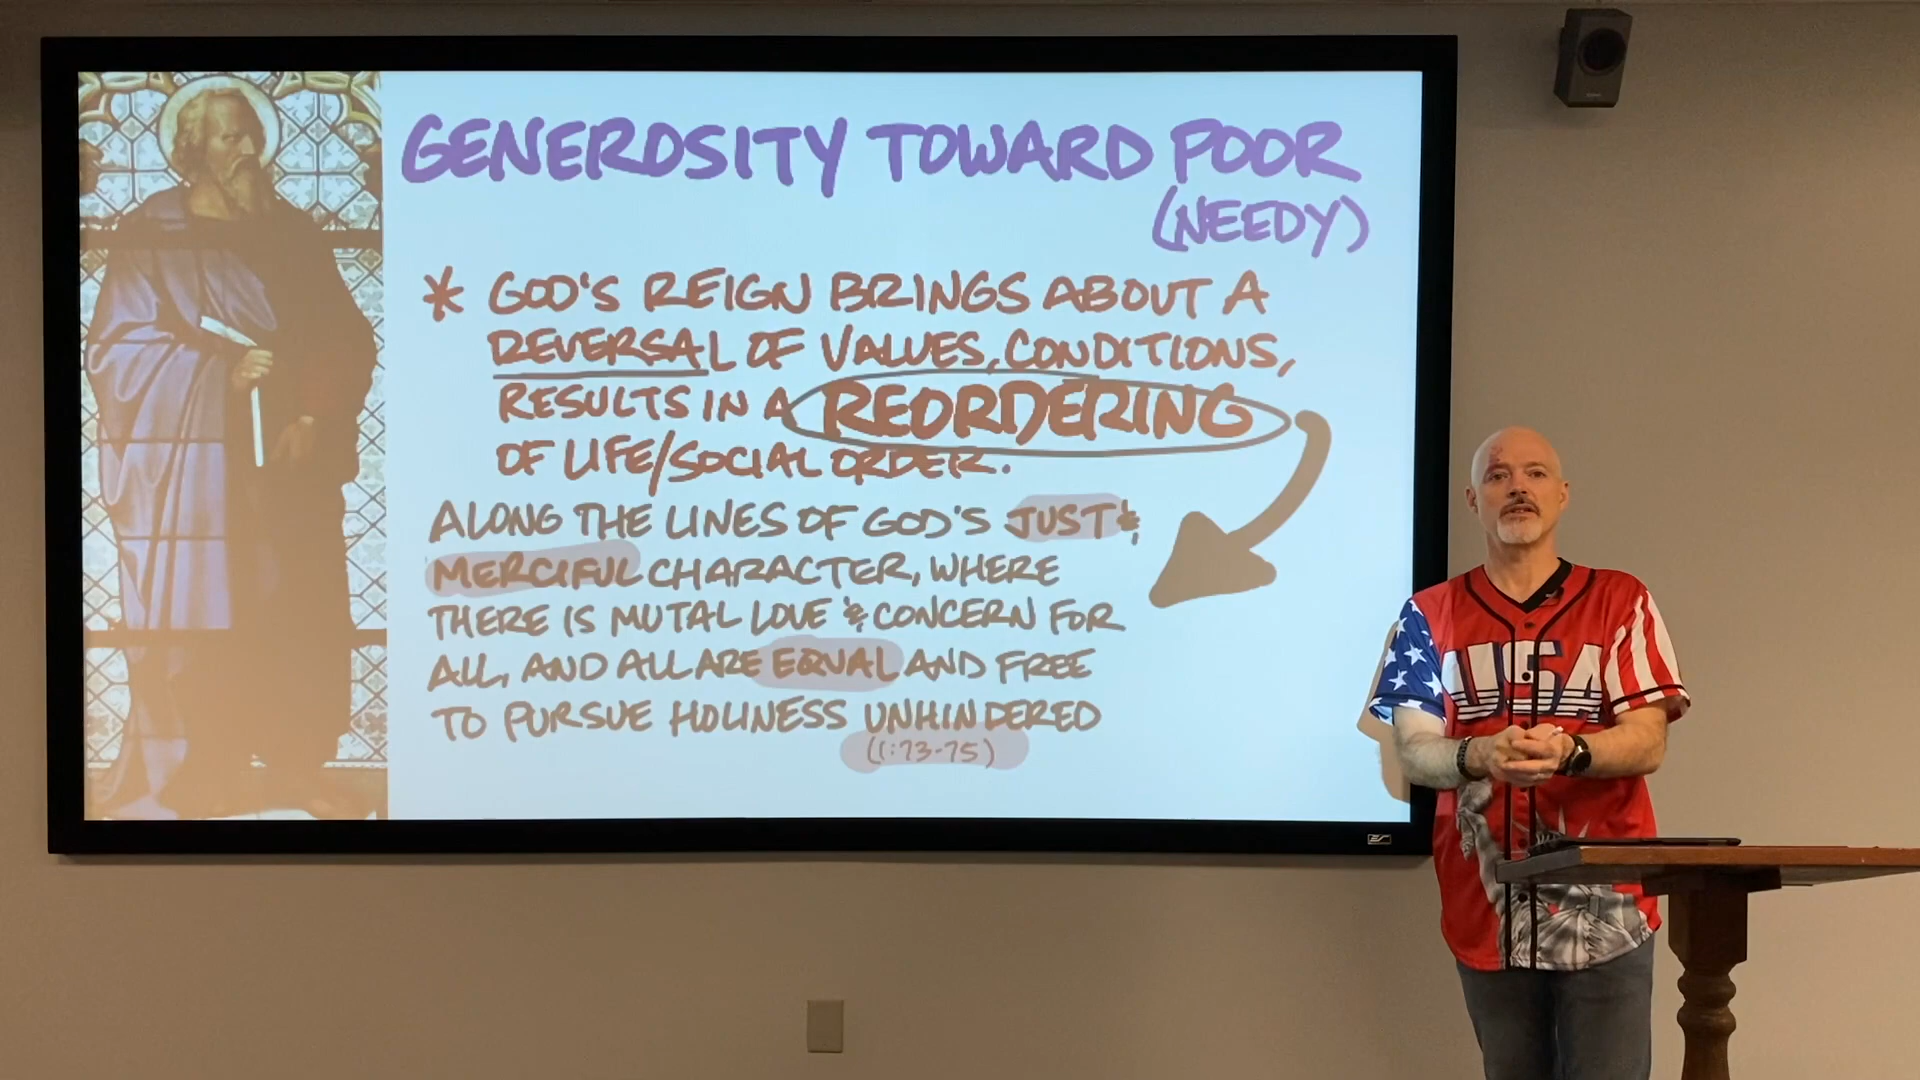 GENEROSITY TOWARD POOR
(NEEDY)
* GOD'S REIGN BRINGS ABOUT A
REVERSAL OF VALUES, CONDITIONS,
RESULTS IN A REORDERING
OF LIFE/SOCIAL ORDER.
ALONG THE LINES OF GOD'S JUST &
MERCIFUL CHARACTER, WHERE
THERE IS MUTAL LOVE & CONCERN FOR
ALL, AND ALL ARE EQUAL AND FREE
TO PURSUE HOLINESS UNHINDERED
(1:73-75)
USA
ES